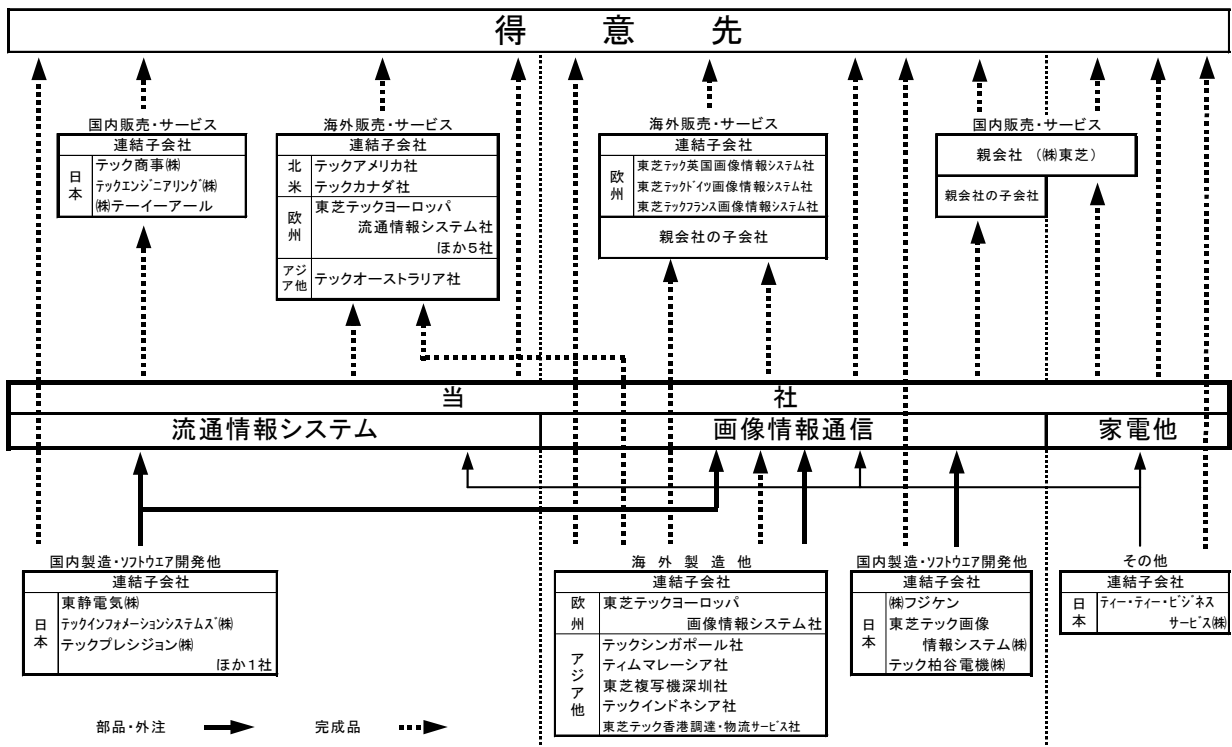 得意先
国内販売・サービス
連結子会社
日本
テック商事㈱
テックエンジニアリング㈱
㈱テーイーアール
海外販売・サービス
連結子会社
北米
テックアメリカ社
テックカナダ社
欧州
東芝テックヨーロッパ
流通情報システム社
ほか5社
アジア他
テックオーストラリア社
海外販売・サービス
連結子会社
欧州
東芝テック英国画像情報システム社
東芝テックドイツ画像情報システム社
東芝テックフランス画像情報システム社
親会社の子会社
国内販売・サービス
親会社 (㈱東芝)
親会社の子会社
当社
流通情報システム
画像情報通信
家電他
国内製造・ソフトウエア開発他
連結子会社
日本
東静電気㈱
テックインフォメーションシステムズ㈱
テックプレシジョン㈱
ほか1社
海外製造他
連結子会社
欧州
東芝テックヨーロッパ
画像情報システム社
アジア他
テックシンガポール社
ティムマレーシア社
東芝複写機深圳社
テックインドネシア社
東芝テック香港調達・物流サービス社
国内製造・ソフトウエア開発他
連結子会社
日本
㈱フジケン
東芝テック画像
情報システム㈱
テック柏谷電機㈱
その他
連結子会社
日本
ティー・ティー・ビジネス
サービス㈱
部品・外注
完成品